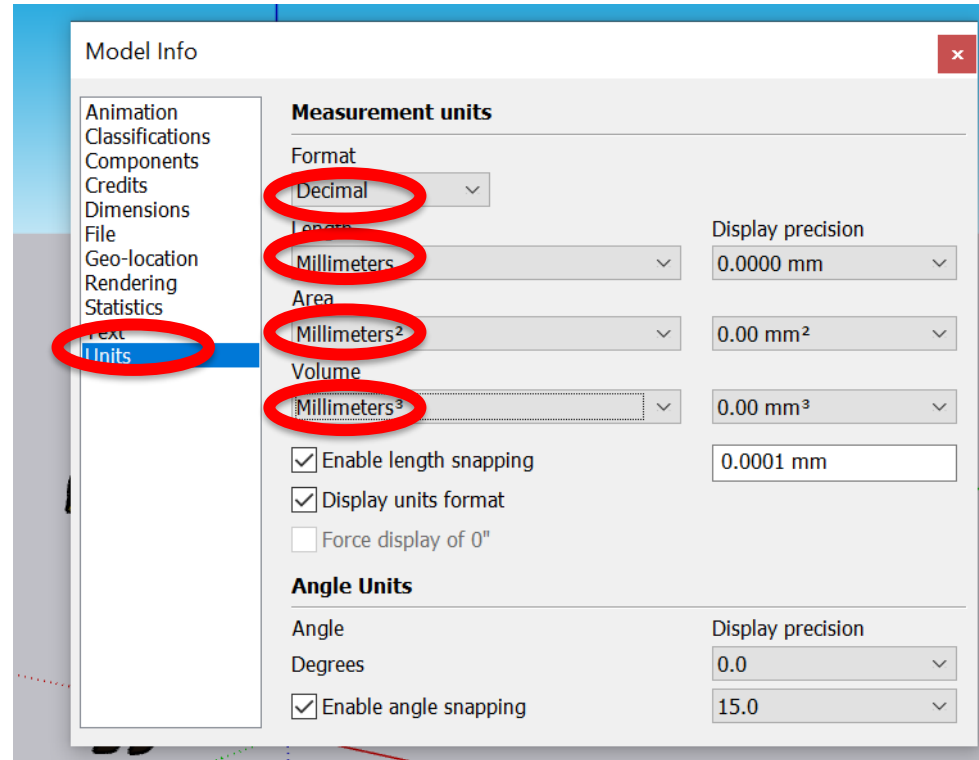 Model Info
×
Animation
Classifications
Components
Credits
Dimensions
File
Geo-location
Rendering
Statistics
Text
Units
Measurement units
Format
Decimal
Length
Display precision
Millimeters
0.0000 mm
Area
Millimeters²
0.00 mm²
Volume
Millimeters³
0.00 mm³
Enable length snapping
0.0001 mm
Display units format
Force display of 0"
Angle Units
Angle
Display precision
Degrees
0.0
Enable angle snapping
15.0